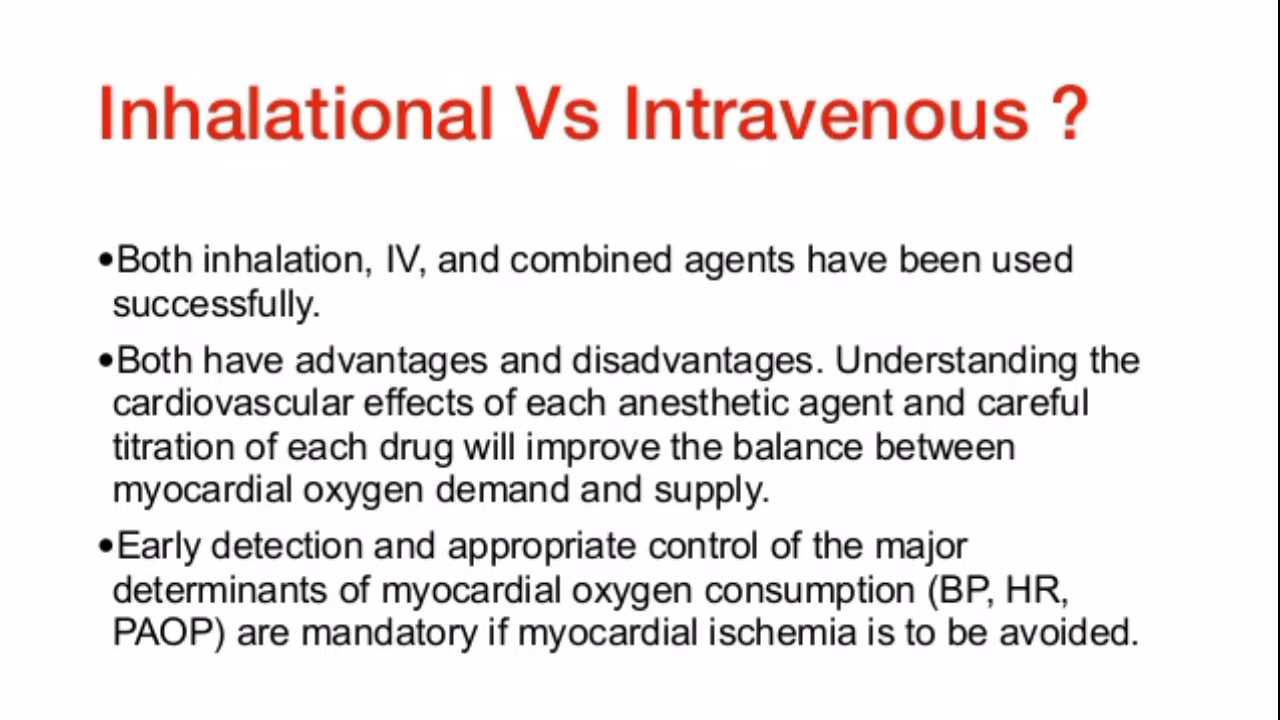 Inhalational Vs Intravenous ?
•Both inhalation, IV, and combined agents have been used
successfully.
•Both have advantages and disadvantages. Understanding the
cardiovascular effects of each anesthetic agent and careful
titration of each drug will improve the balance between
myocardial oxygen demand and supply.
•Early detection and appropriate control of the major
determinants of myocardial oxygen consumption (BP, HR,
PAOP) are mandatory if myocardial ischemia is to be avoided.